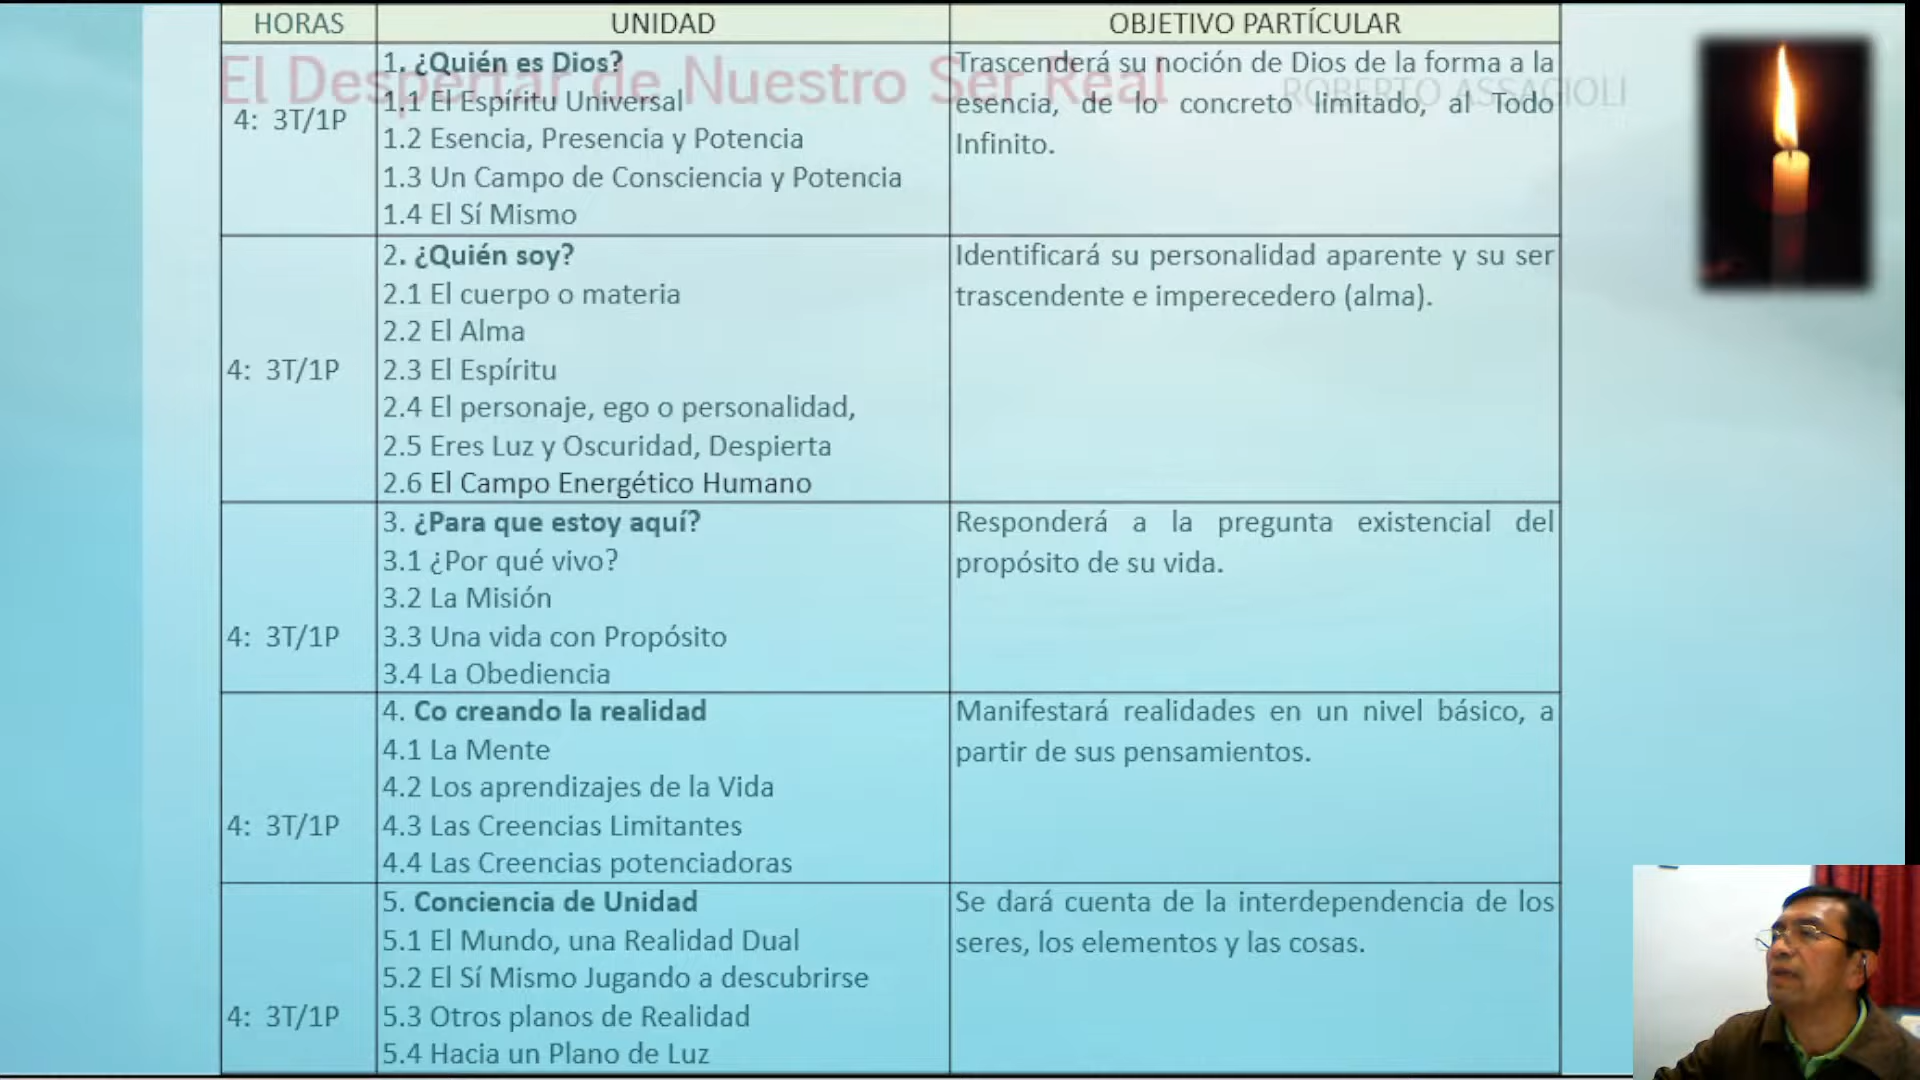 HORAS
UNIDAD
OBJETIVO PARTÍCULAR
El Despertar de Nuestro Ser Real
ROBERTO ASSAGIOLI
4: 3T/1P
1. ¿Quién es Dios?
1.1 El Espíritu Universal
1.2 Esencia, Presencia y Potencia
1.3 Un Campo de Consciencia y Potencia
1.4 El Sí Mismo
Trascenderá su noción de Dios de la forma a la
esencia, de lo concreto limitado, al Todo
Infinito.
4: 3T/1P
2. ¿Quién soy?
2.1 El cuerpo o materia
2.2 El Alma
2.3 El Espíritu
2.4 El personaje, ego o personalidad,
2.5 Eres Luz y Oscuridad, Despierta
2.6 El Campo Energético Humano
Identificará su personalidad aparente y su ser
trascendente e imperecedero (alma).
4: 3T/1P
3. ¿Para que estoy aquí?
3.1 ¿Por qué vivo?
3.2 La Misión
3.3 Una vida con Propósito
3.4 La Obediencia
Responderá a la pregunta existencial del
propósito de su vida.
4: 3T/1P
4. Co creando la realidad
4.1 La Mente
4.2 Los aprendizajes de la Vida
4.3 Las Creencias Limitantes
4.4 Las Creencias potenciadoras
Manifestará realidades en un nivel básico, a
partir de sus pensamientos.
4: 3T/1P
5. Conciencia de Unidad
5.1 El Mundo, una Realidad Dual
5.2 El Sí Mismo Jugando a descubrirse
5.3 Otros planos de Realidad
5.4 Hacia un Plano de Luz
Se dará cuenta de la interdependencia de los
seres, los elementos y las cosas.